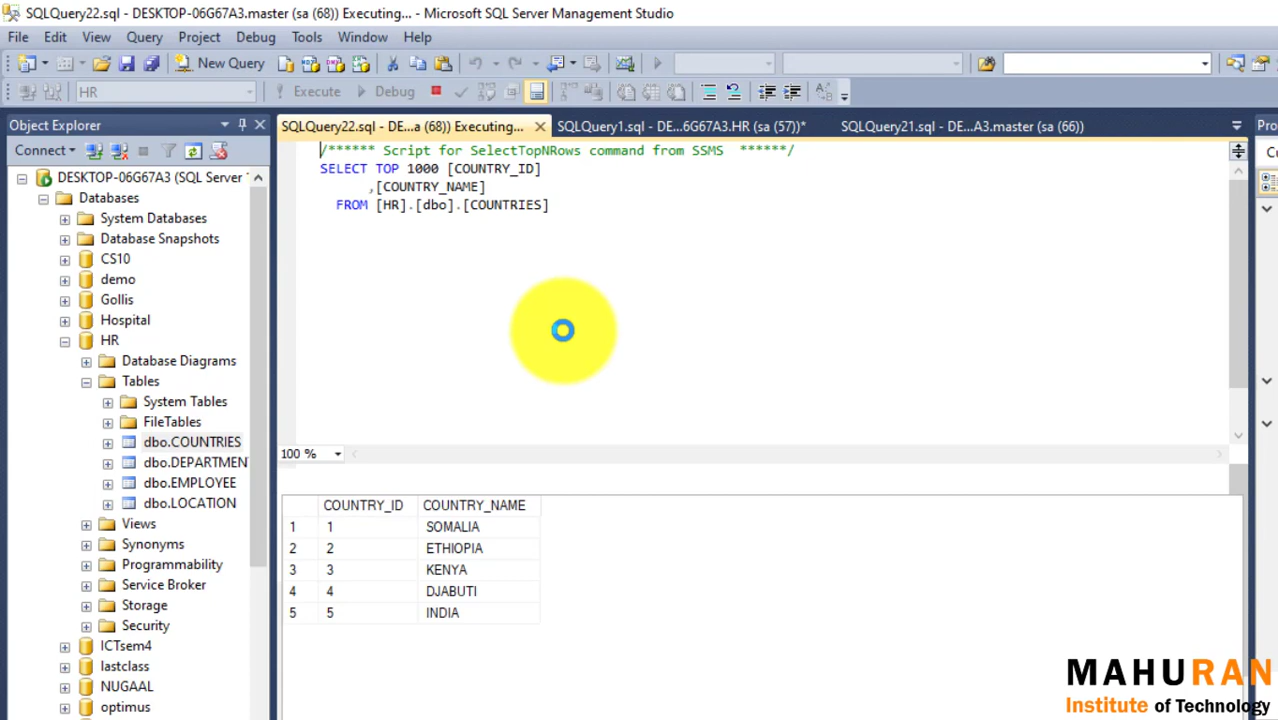 SQLQuery22.sql - DESKTOP-06G67A3.master (sa (68)) Executing... - Microsoft SQL Server Management Studio
File Edit View Query Project Debug Tools Window Help
New Query
HR Execute Debug
Object Explorer
SQLQuery22.sql - DE...a (68)) Executing... SQLQuery1.sql - DE...6G67A3.HR (sa (57))* SQLQuery21.sql - DE...A3.master (sa (66))
Connect
DESKTOP-06G67A3 (SQL Server
Databases
System Databases
Database Snapshots
CS10
demo
Gollis
Hospital
HR
Database Diagrams
Tables
System Tables
FileTables
dbo.COUNTRIES
dbo.DEPARTMEN
dbo.EMPLOYEE
dbo.LOCATION
Views
Synonyms
Programmability
Service Broker
Storage
Security
ICTsem4
lastclass
NUGAAL
optimus
/****** Script for SelectTopNRows command from SSMS ******/
SELECT TOP 1000 [COUNTRY_ID]
,[COUNTRY_NAME]
FROM [HR].[dbo].[COUNTRIES]
100 %
COUNTRY_ID COUNTRY_NAME
1 1 SOMALIA
2 2 ETHIOPIA
3 3 KENYA
4 4 DJABUTI
5 5 INDIA
MAHURAN
Institute of Technology